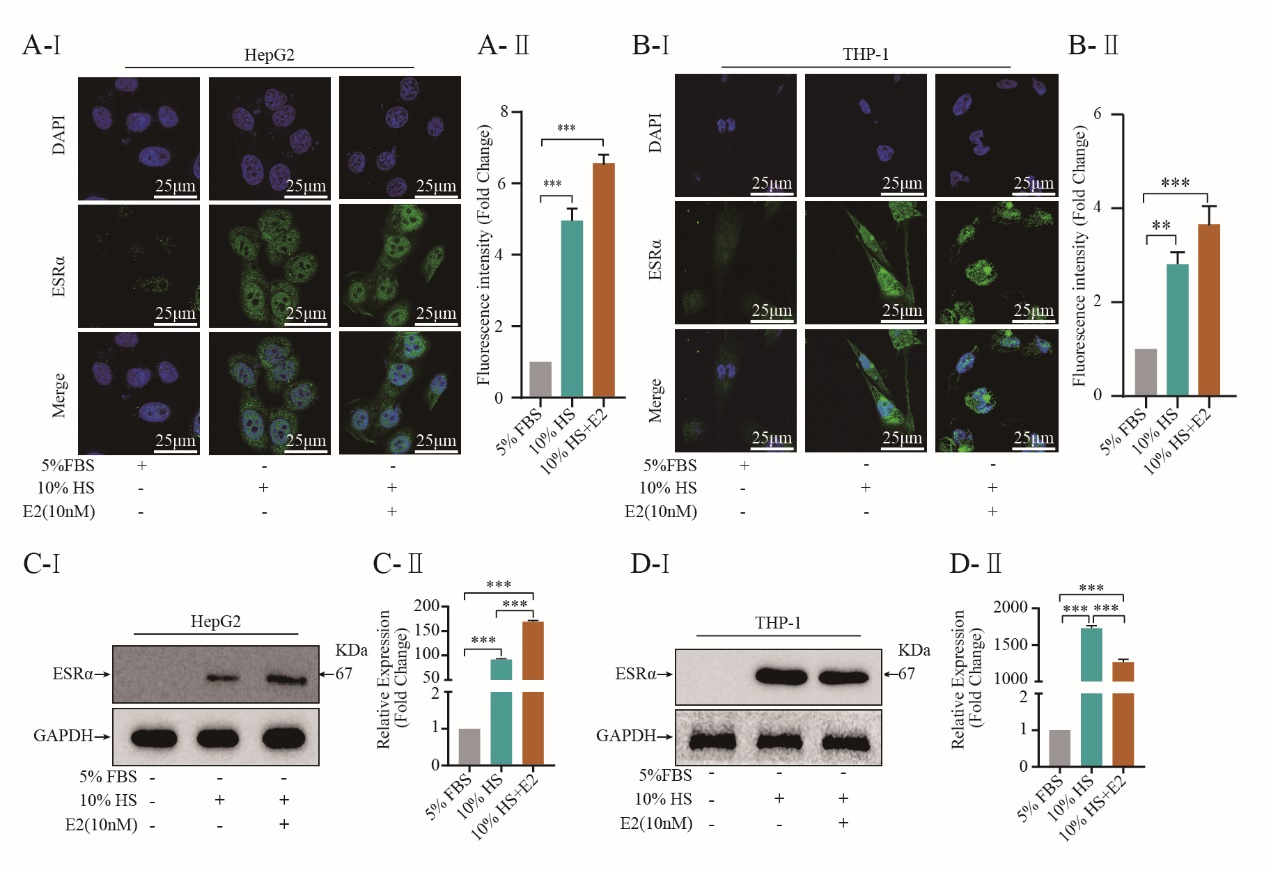 A-Ⅰ
HepG2
DAPI
25μm 25μm 25μm
ESRα
25μm 25μm 25μm
Merge
25μm 25μm 25μm
5%FBS + - -
10% HS - + +
E2(10nM) - - +
A-Ⅱ
Fluorescence intensity (Fold Change)
8
6
4
2
0
***
***
5% FBS
10% HS
10% HS+E2
B-Ⅰ
THP-1
DAPI
25μm 25μm 25μm
ESRα
25μm 25μm 25μm
Merge
25μm 25μm 25μm
5%FBS + - -
10% HS - + +
E2(10nM) - - +
B-Ⅱ
Fluorescence intensity (Fold Change)
6
4
2
0
***
**
5% FBS
10% HS
10% HS+E2
C-Ⅰ
HepG2
KDa
ESRα→ ←67
GAPDH→
5% FBS - - -
10% HS - + +
E2(10nM) - - +
C-Ⅱ
Relative Expression
(Fold Change)
200
150
100
50
2
1
0
***
***
***
5% FBS
10% HS
10% HS+E2
D-Ⅰ
THP-1
KDa
ESRα→ ←67
GAPDH→
5%FBS - - -
10% HS - + +
E2(10nM) - - +
D-Ⅱ
Relative Expression
(Fold Change)
2000
1500
1000
2
1
0
***
*** ***
5% FBS
10% HS
10% HS+E2